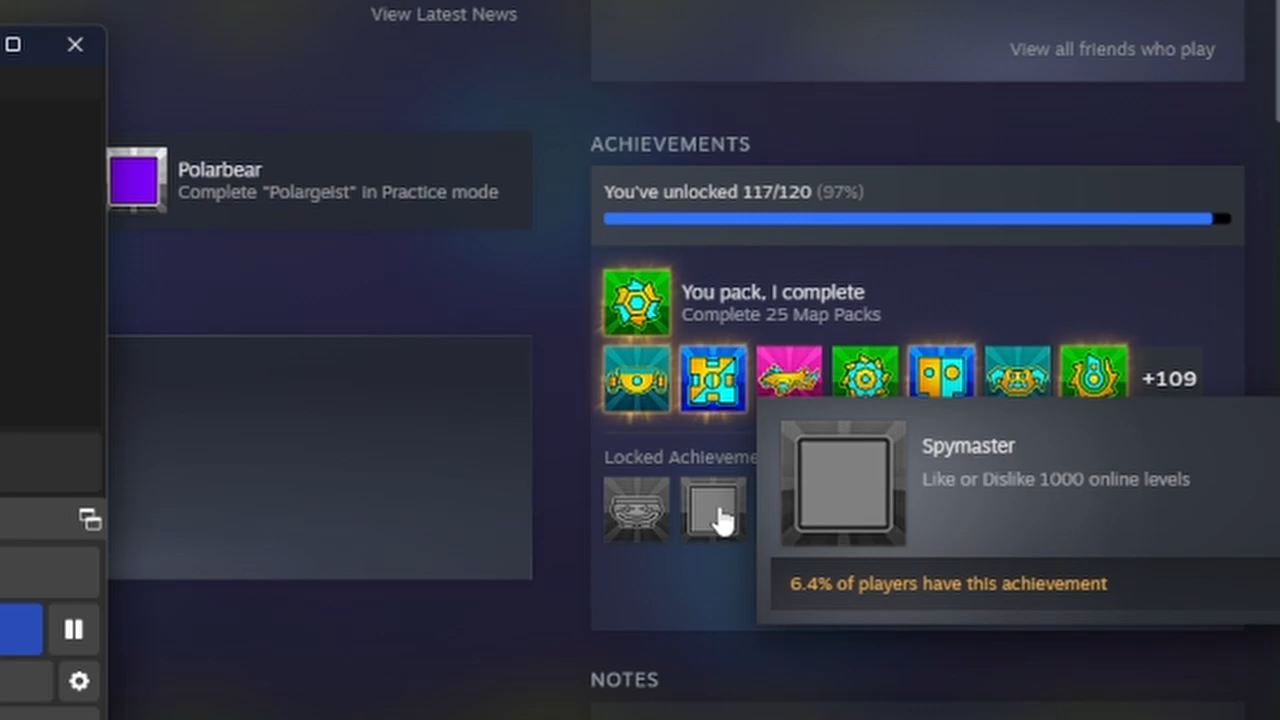 View Latest News
View all friends who play
ACHIEVEMENTS
Polarbear
Complete "Polargeist" in Practice mode
You've unlocked 117/120 (97%)
You pack, I complete
Complete 25 Map Packs
+109
Locked Achieveme
Spymaster
Like or Dislike 1000 online levels
6.4% of players have this achievement
NOTES